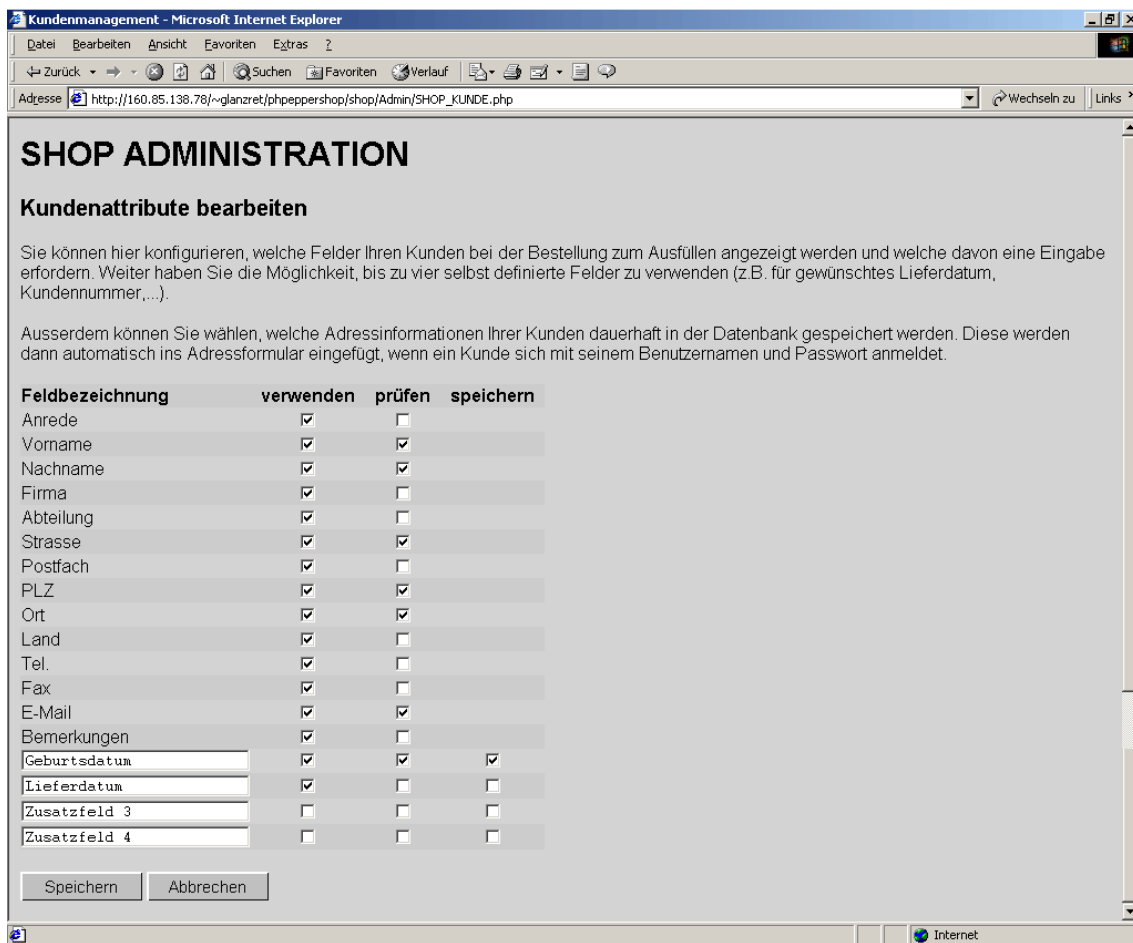 Kundenmanagement - Microsoft Internet Explorer
Datei Bearbeiten Ansicht Favoriten Extras ?
Zurück Suchen Favoriten Verlauf
Adresse http://160.85.138.78/~glanzret/phpeppershop/shop/Admin/SHOP_KUNDE.php Wechseln zu Links
SHOP ADMINISTRATION
Kundenattribute bearbeiten
Sie können hier konfigurieren, welche Felder Ihren Kunden bei der Bestellung zum Ausfüllen angezeigt werden und welche davon eine Eingabe
erfordern. Weiter haben Sie die Möglichkeit, bis zu vier selbst definierte Felder zu verwenden (z.B. für gewünschtes Lieferdatum,
Kundennummer,...).
Ausserdem können Sie wählen, welche Adressinformationen Ihrer Kunden dauerhaft in der Datenbank gespeichert werden. Diese werden
dann automatisch ins Adressformular eingefügt, wenn ein Kunde sich mit seinem Benutzernamen und Passwort anmeldet.
Feldbezeichnung verwenden prüfen speichern
Anrede
Vorname
Nachname
Firma
Abteilung
Strasse
Postfach
PLZ
Ort
Land
Tel.
Fax
E-Mail
Bemerkungen
Geburtsdatum
Lieferdatum
Zusatzfeld 3
Zusatzfeld 4
Speichern Abbrechen
Internet